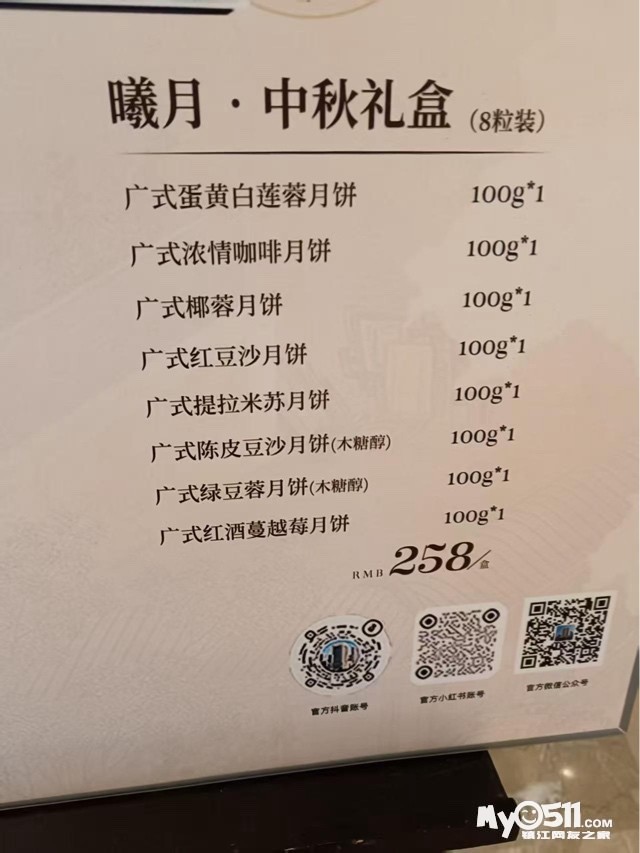 曦月·中秋礼盒(8粒装)
广式蛋黄白莲蓉月饼 100g*1
广式浓情咖啡月饼 100g*1
广式椰蓉月饼 100g*1
广式红豆沙月饼 100g*1
广式提拉米苏月饼 100g*1
广式陈皮豆沙月饼(木糖醇) 100g*1
广式绿豆蓉月饼(木糖醇) 100g*1
广式红酒蔓越莓月饼 100g*1
RMB 258/盒
官方抖音账号 官方小红书账号 官方微信公众号
My0511.COM
镇江网友之家